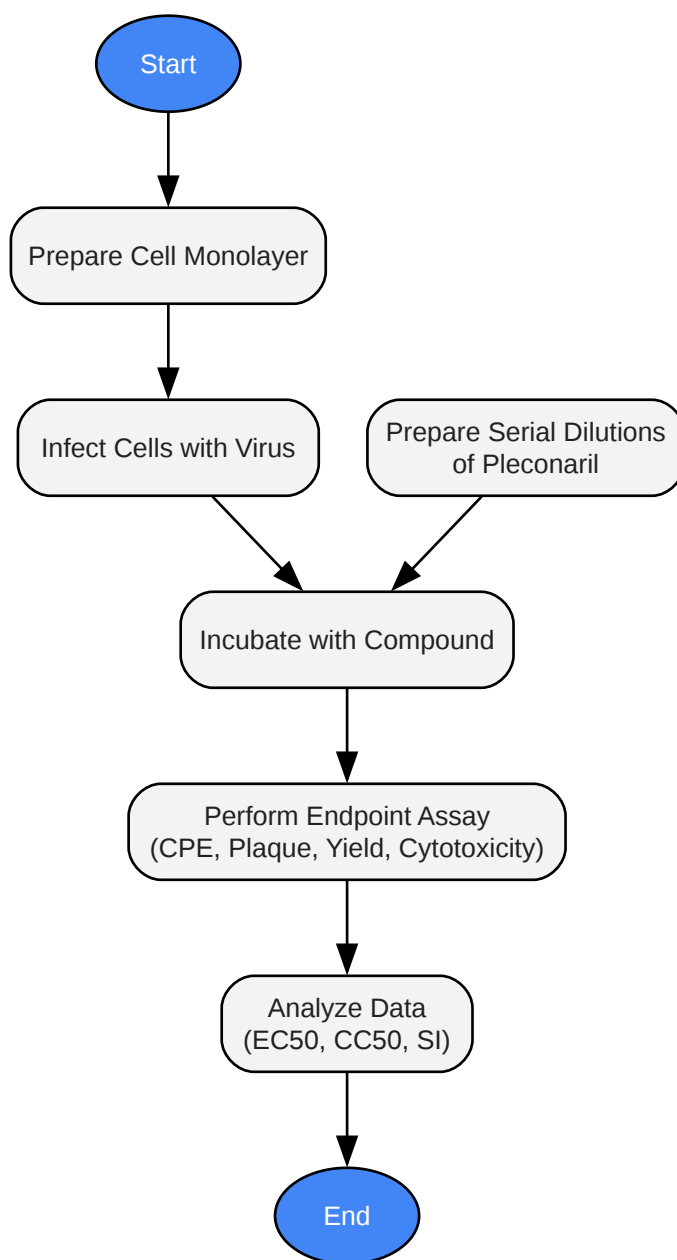 Start
Prepare Cell Monolayer
Infect Cells with Virus
Prepare Serial Dilutions
of Pleconaril
Incubate with Compound
Perform Endpoint Assay
(CPE, Plaque, Yield, Cytotoxicity)
Analyze Data
(EC50, CC50, SI)
End